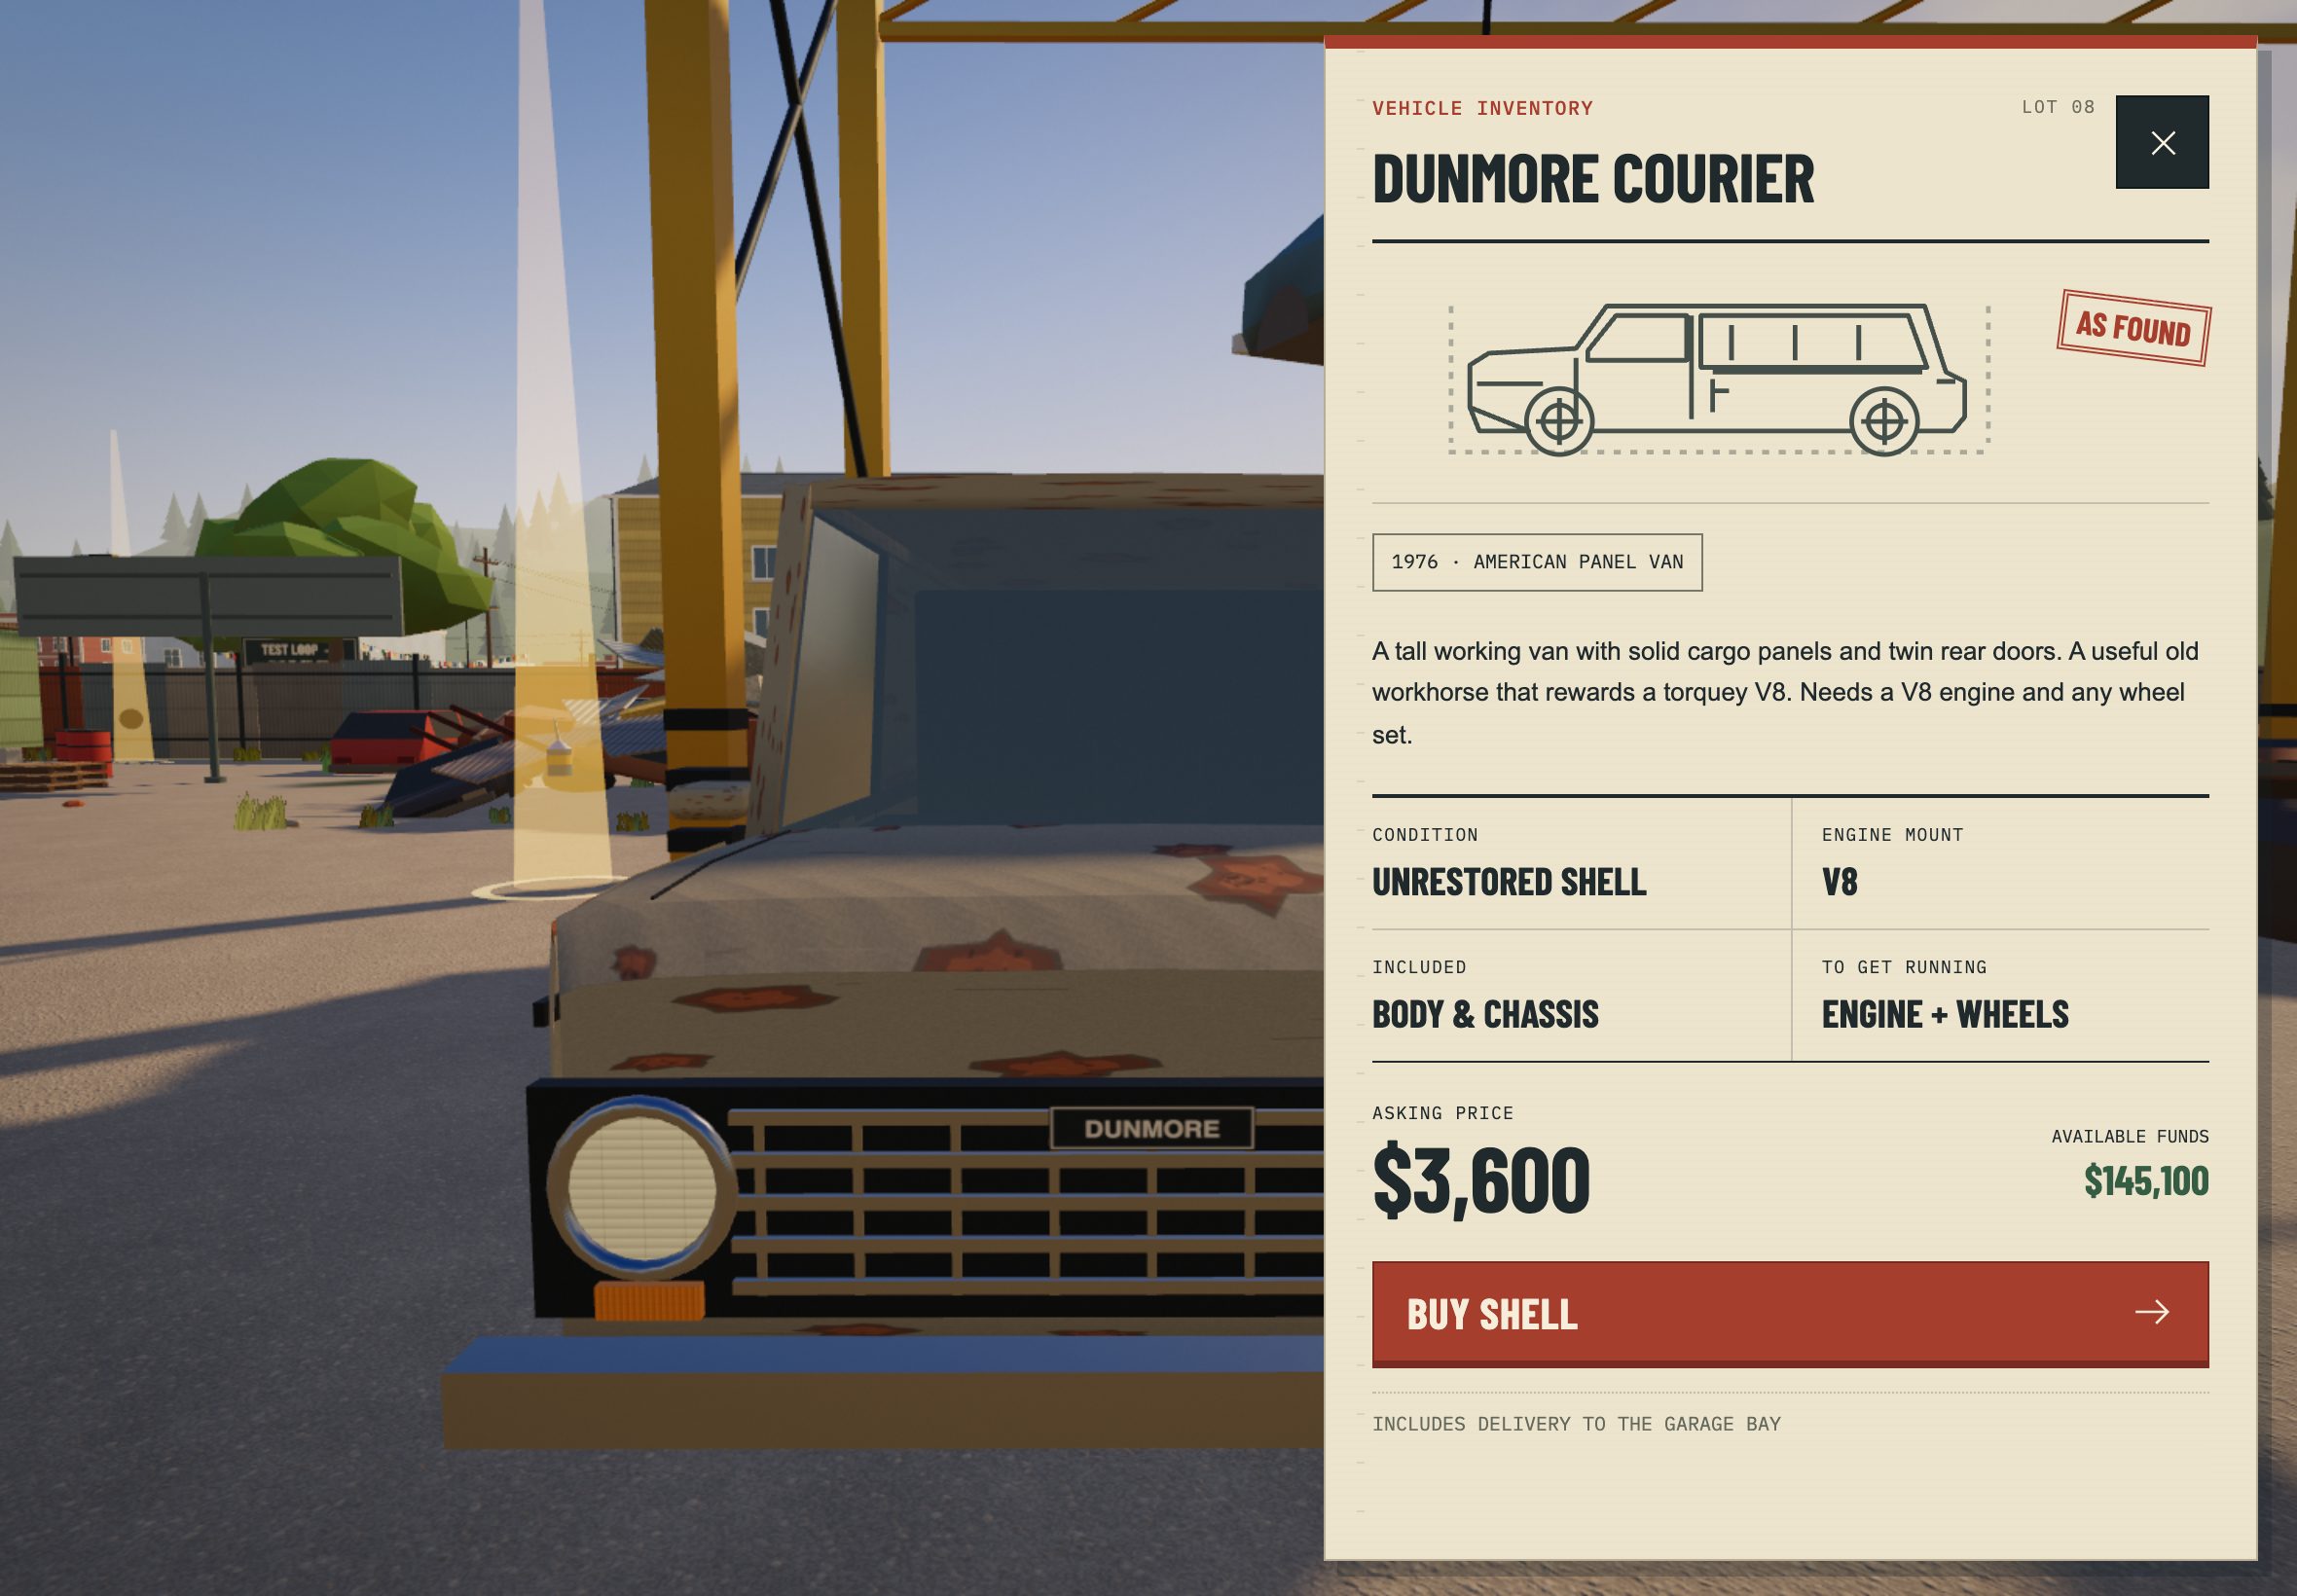 TEST LOOP
DUNMORE
VEHICLE INVENTORY
LOT 08
DUNMORE COURIER
AS FOUND
1976 · AMERICAN PANEL VAN
A tall working van with solid cargo panels and twin rear doors. A useful old
workhorse that rewards a torquey V8. Needs a V8 engine and any wheel
set.
CONDITION
UNRESTORED SHELL
ENGINE MOUNT
V8
INCLUDED
BODY & CHASSIS
TO GET RUNNING
ENGINE + WHEELS
ASKING PRICE
$3,600
AVAILABLE FUNDS
$145,100
BUY SHELL
INCLUDES DELIVERY TO THE GARAGE BAY